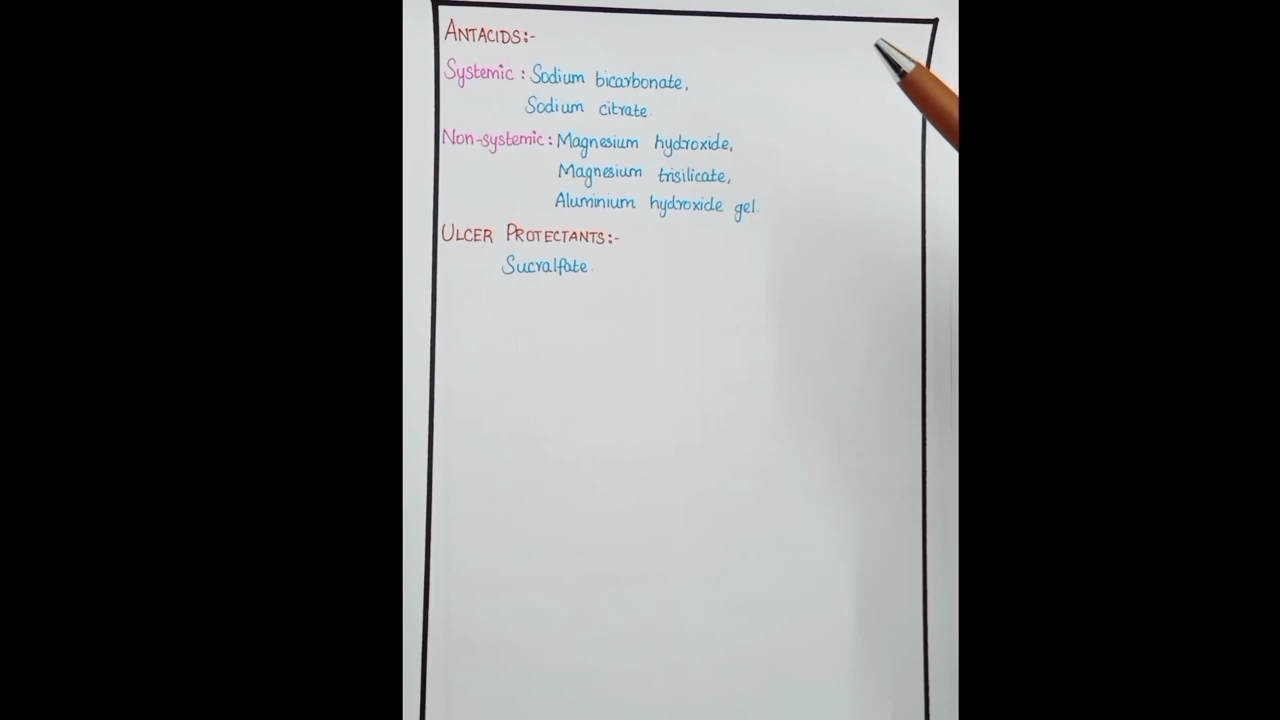 ANTACIDS:-
Systemic : Sodium bicarbonate,
Sodium citrate.
Non-systemic : Magnesium hydroxide,
Magnesium trisilicate,
Aluminium hydroxide gel.
ULCER PROTECTANTS:-
Sucralfate.